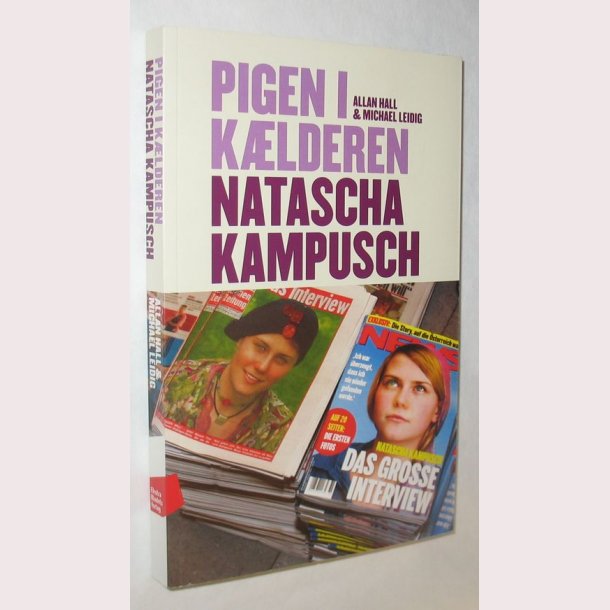 PIGEN I
ALLAN HALL
& MICHAEL LEIDIG
KÆLDEREN
NATASCHA
KAMPUSCH
PIGEN I KÆLDEREN
NATASCHA KAMPUSCH
ALLAN HALL &
MICHAEL LEIDIG
Interview
Zeitung
EXKLUSIV: Die Story, auf die Österreich
NEWS
„Ich war
überzeugt,
dass ich
nie wieder
gefunden
werde.“
AUF 20
SEITEN:
DIE ERSTEN
FOTOS
NATASCHA KAMPUSCH
DAS GROSSE
INTERVIEW